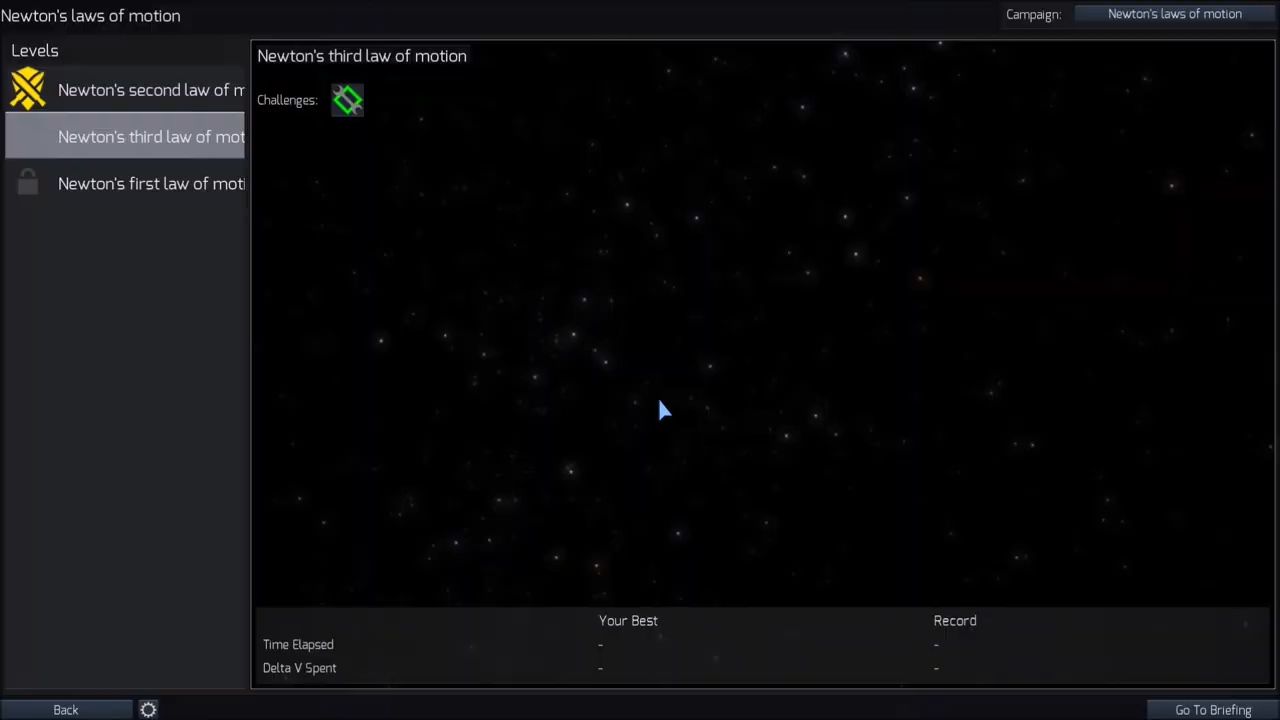 Newton's laws of motion
Campaign: Newton's laws of motion
Levels
Newton's second law of m
Newton's third law of mot
Newton's first law of moti
Newton's third law of motion
Challenges:
Your Best Record
Time Elapsed - -
Delta V Spent - -
Back
Go To Briefing